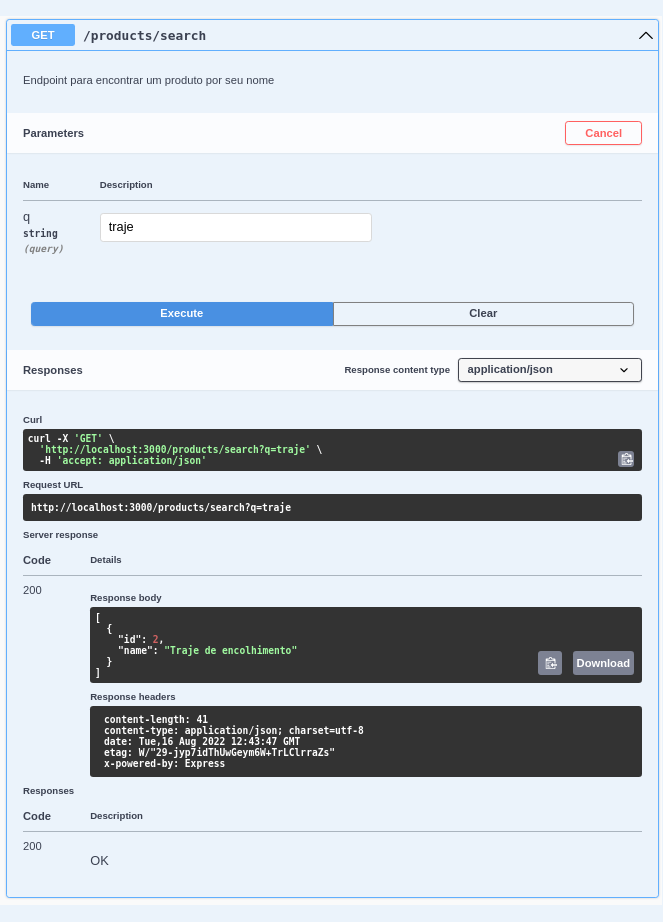 GET /products/search
Endpoint para encontrar um produto por seu nome
Parameters
Cancel
Name Description
q
string
(query)
traje
Execute Clear
Responses Response content type application/json
Curl
curl -X 'GET' \
'http://localhost:3000/products/search?q=traje' \
-H 'accept: application/json'
Request URL
http://localhost:3000/products/search?q=traje
Server response
Code Details
200
Response body
[
{
"id": 2,
"name": "Traje de encolhimento"
}
]
Download
Response headers
content-length: 41
content-type: application/json; charset=utf-8
date: Tue,16 Aug 2022 12:43:47 GMT
etag: W/"29-jyp7idThUwGeym6W+TrLClrraZs"
x-powered-by: Express
Responses
Code Description
200
OK